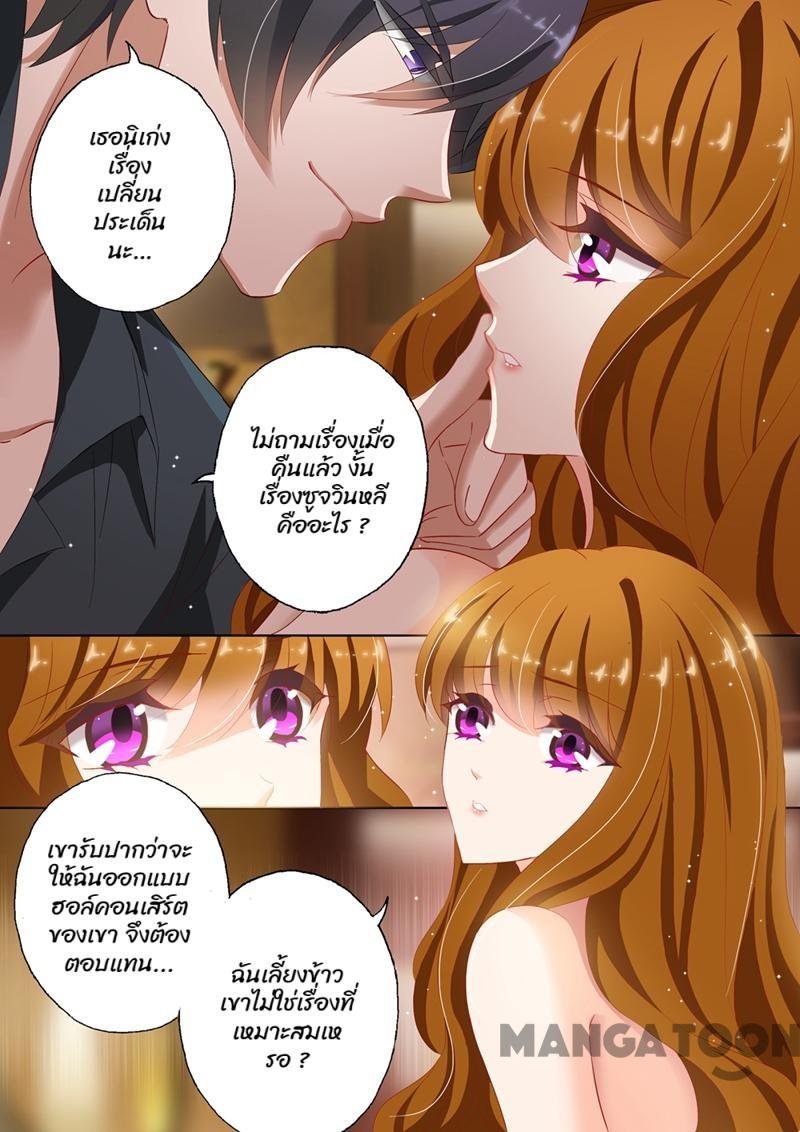 เธอนิเก่ง
เรื่อง
เปลี่ยน
ประเด็น
นะ...
ไม่ถามเรื่องเมื่อ
คืนแล้ว งั้น
เรื่องซูจวินหลี
คืออะไร ?
เขารับปากว่าจะ
ให้ฉันออกแบบ
ฮอล์คอนเสิร์ต
ของเขา จึงต้อง
ตอบแทน...
ฉันเลี้ยงข้าว
เขาไม่ใช่เรื่องที่
เหมาะสมเห
รอ ?
MANGATOON